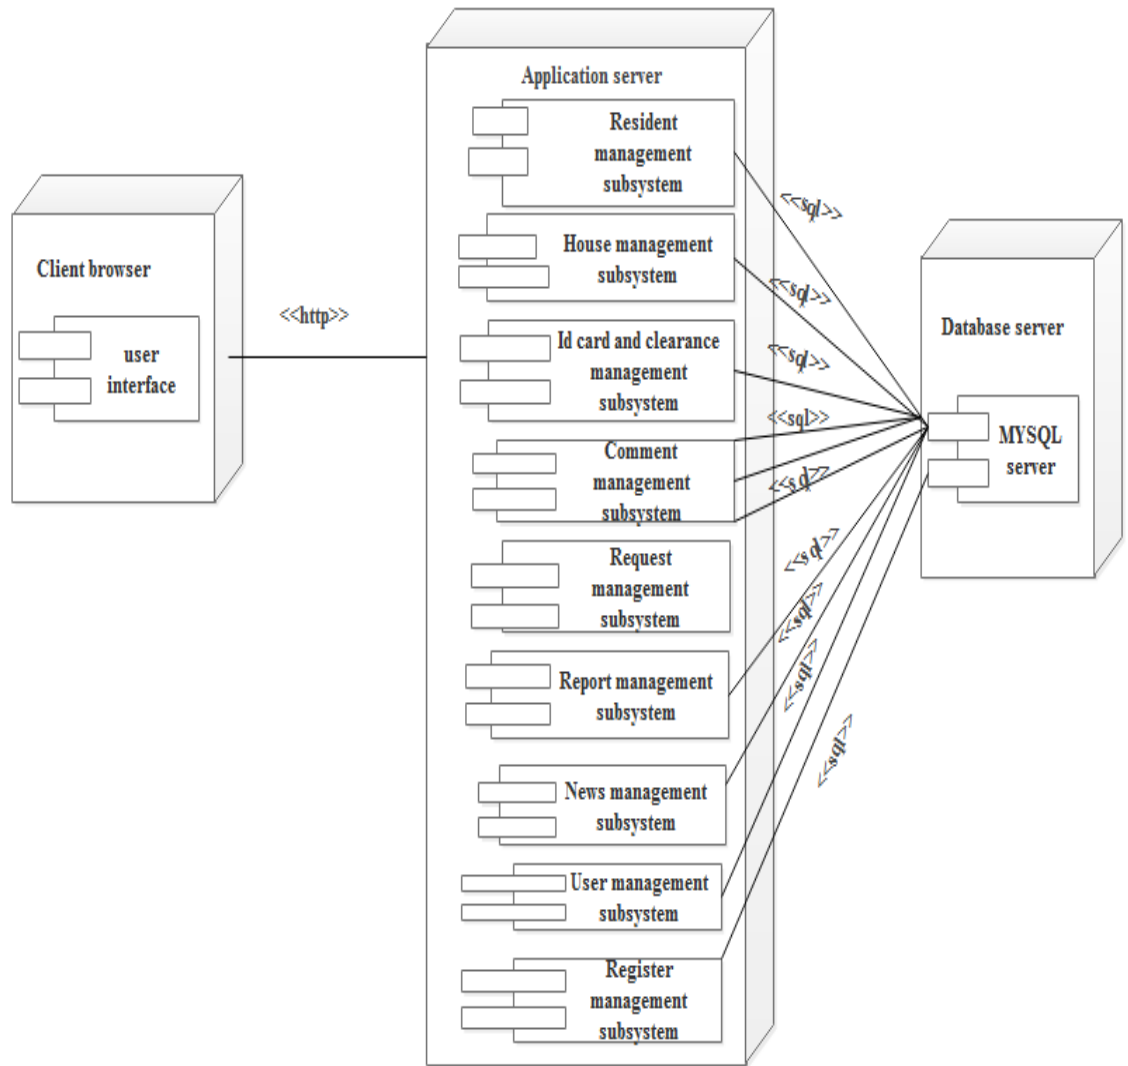 Client browser
user
interface
<<http>>
Application server
Resident
management
subsystem
House management
subsystem
Id card and clearance
management
subsystem
Comment
management
subsystem
Request
management
subsystem
Report management
subsystem
News management
subsystem
User management
subsystem
Register
management
subsystem
<<sql>>
<<sql>>
<<sql>>
<<sql>>
<<sql>>
<<sql>>
<<sql>>
<<sql>>
<<sql>>
Database server
MYSQL
server